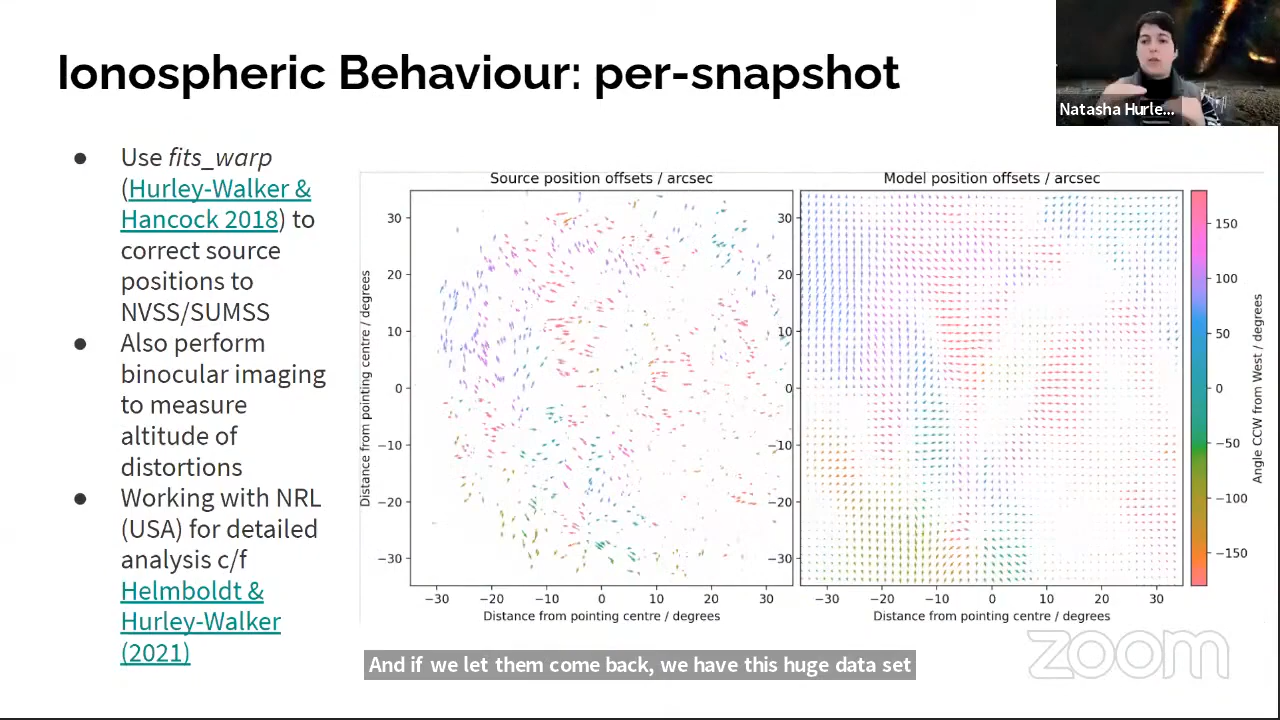 Ionospheric Behaviour: per-snapshot
Natasha Hurle...
● Use fits_warp
(Hurley-Walker &
Hancock 2018) to
correct source
positions to
NVSS/SUMSS
● Also perform
binocular imaging
to measure
altitude of
distortions
● Working with NRL
(USA) for detailed
analysis c/f
Helmboldt &
Hurley-Walker
(2021)
Source position offsets / arcsec
Distance from pointing centre / degrees
30
20
10
0
−10
−20
−30
−30 −20 −10 0 10 20 30
Distance from pointing centre / degrees
Model position offsets / arcsec
30
20
10
0
−10
−20
−30
−30 −20 −10 0 10 20 30
Distance from pointing centre / degrees
150
100
50
0
−50
−100
−150
Angle CCW from West / degrees
And if we let them come back, we have this huge data set
zoom